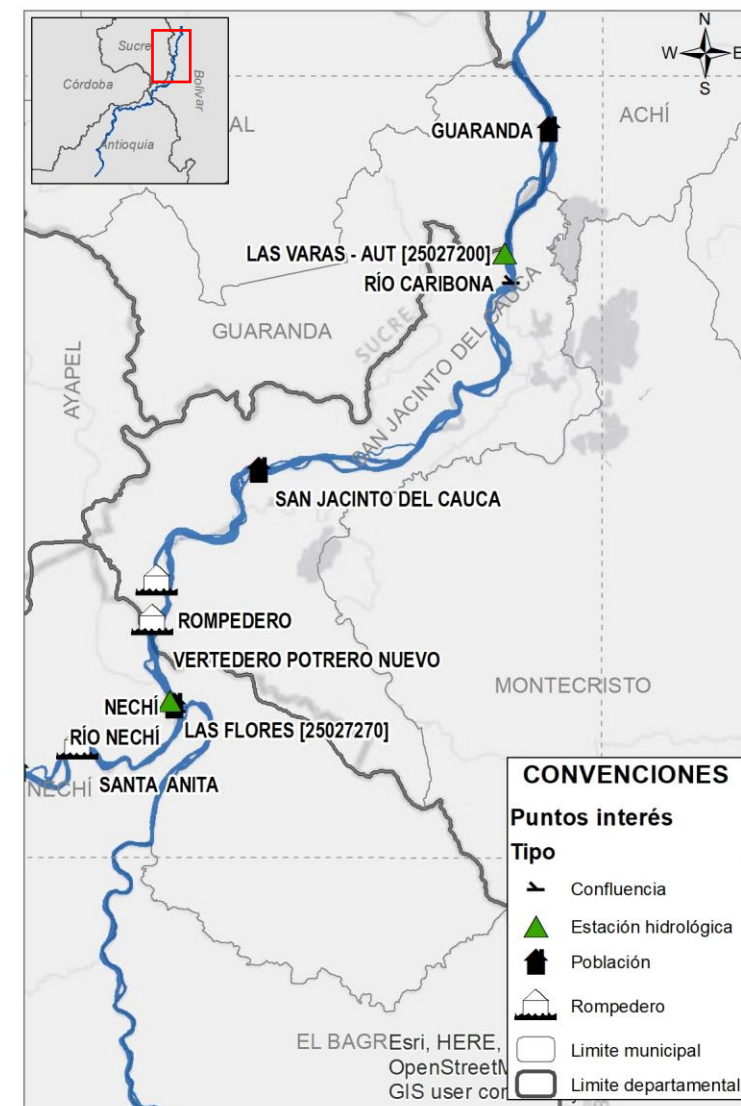 Sucre
Córdoba
Bolívar
Antioquia
N
W
E
S
AL
ACHÍ
GUARANDA
LAS VARAS - AUT [25027200]
RÍO CARIBONA
GUARANDA
SUCRE
SAN JACINTO DEL CAUCA
AYAPEL
SAN JACINTO DEL CAUCA
ROMPEDERO
VERTEDERO POTRERO NUEVO
MONTECRISTO
NECHÍ
LAS FLORES [25027270]
RÍO NECHÍ
NECHÍ
SANTA ANITA
CONVENCIONES
Puntos interés
Tipo
Confluencia
Estación hidrológica
Población
Rompedero
Limite municipal
Limite departamental
EL BAGRE
Esri, HERE,
OpenStreetM
GIS user con